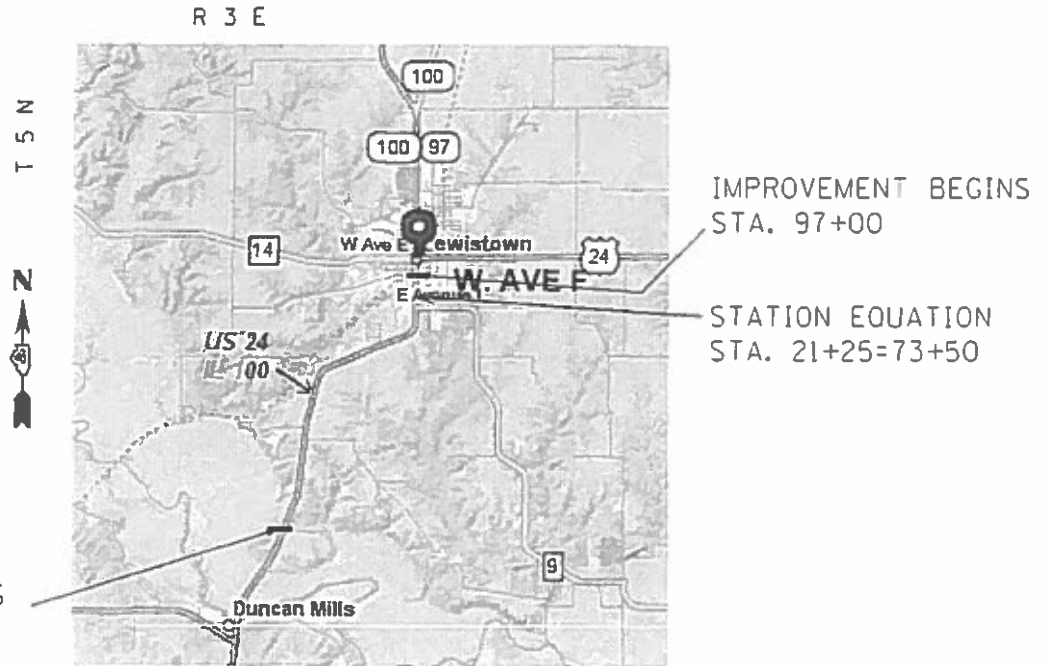 R 3 E
T 5 N
100
100 97
IMPROVEMENT BEGINS
STA. 97+00
W Ave E Lewistown
14
24
N
W. AVE F
E Avenue
STATION EQUATION
STA. 21+25=73+50
US 24
IL 100
9
Duncan Mills